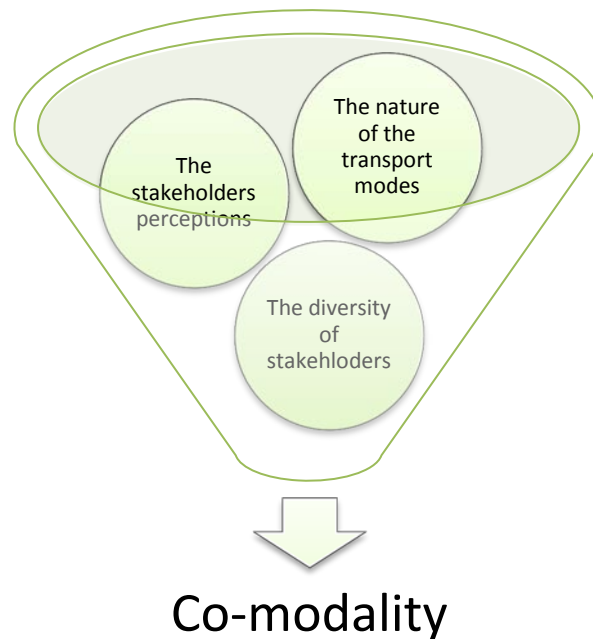 The nature
of the
transport
modes
The
stakeholders
perceptions
The diversity
of
stakehloders
Co-modality